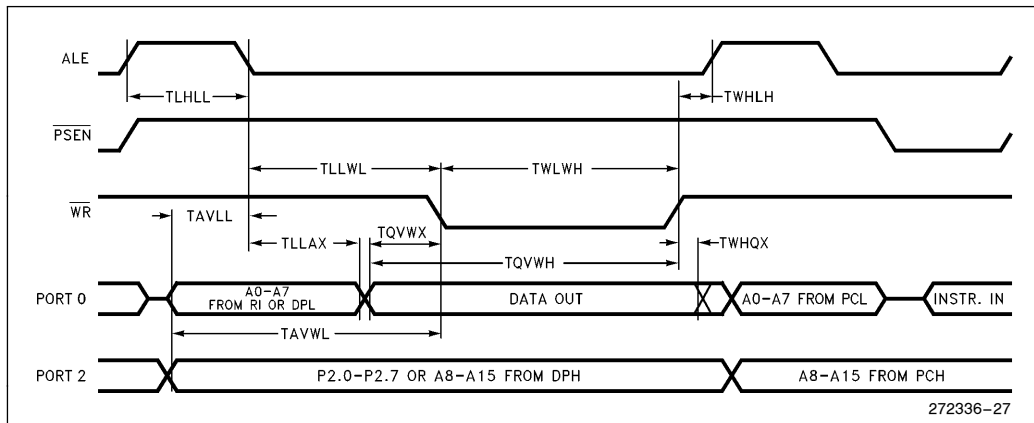 ALE
TLHLL
TWHLH
PSEN
TLLWL
TWLWH
WR
TAVLL
TQVWX
TLLAX
TWHQX
TQVWH
PORT 0
A0–A7
FROM RI OR DPL
DATA OUT
A0–A7 FROM PCL
INSTR. IN
TAVWL
PORT 2
P2.0–P2.7 OR A8–A15 FROM DPH
A8–A15 FROM PCH
272336–27